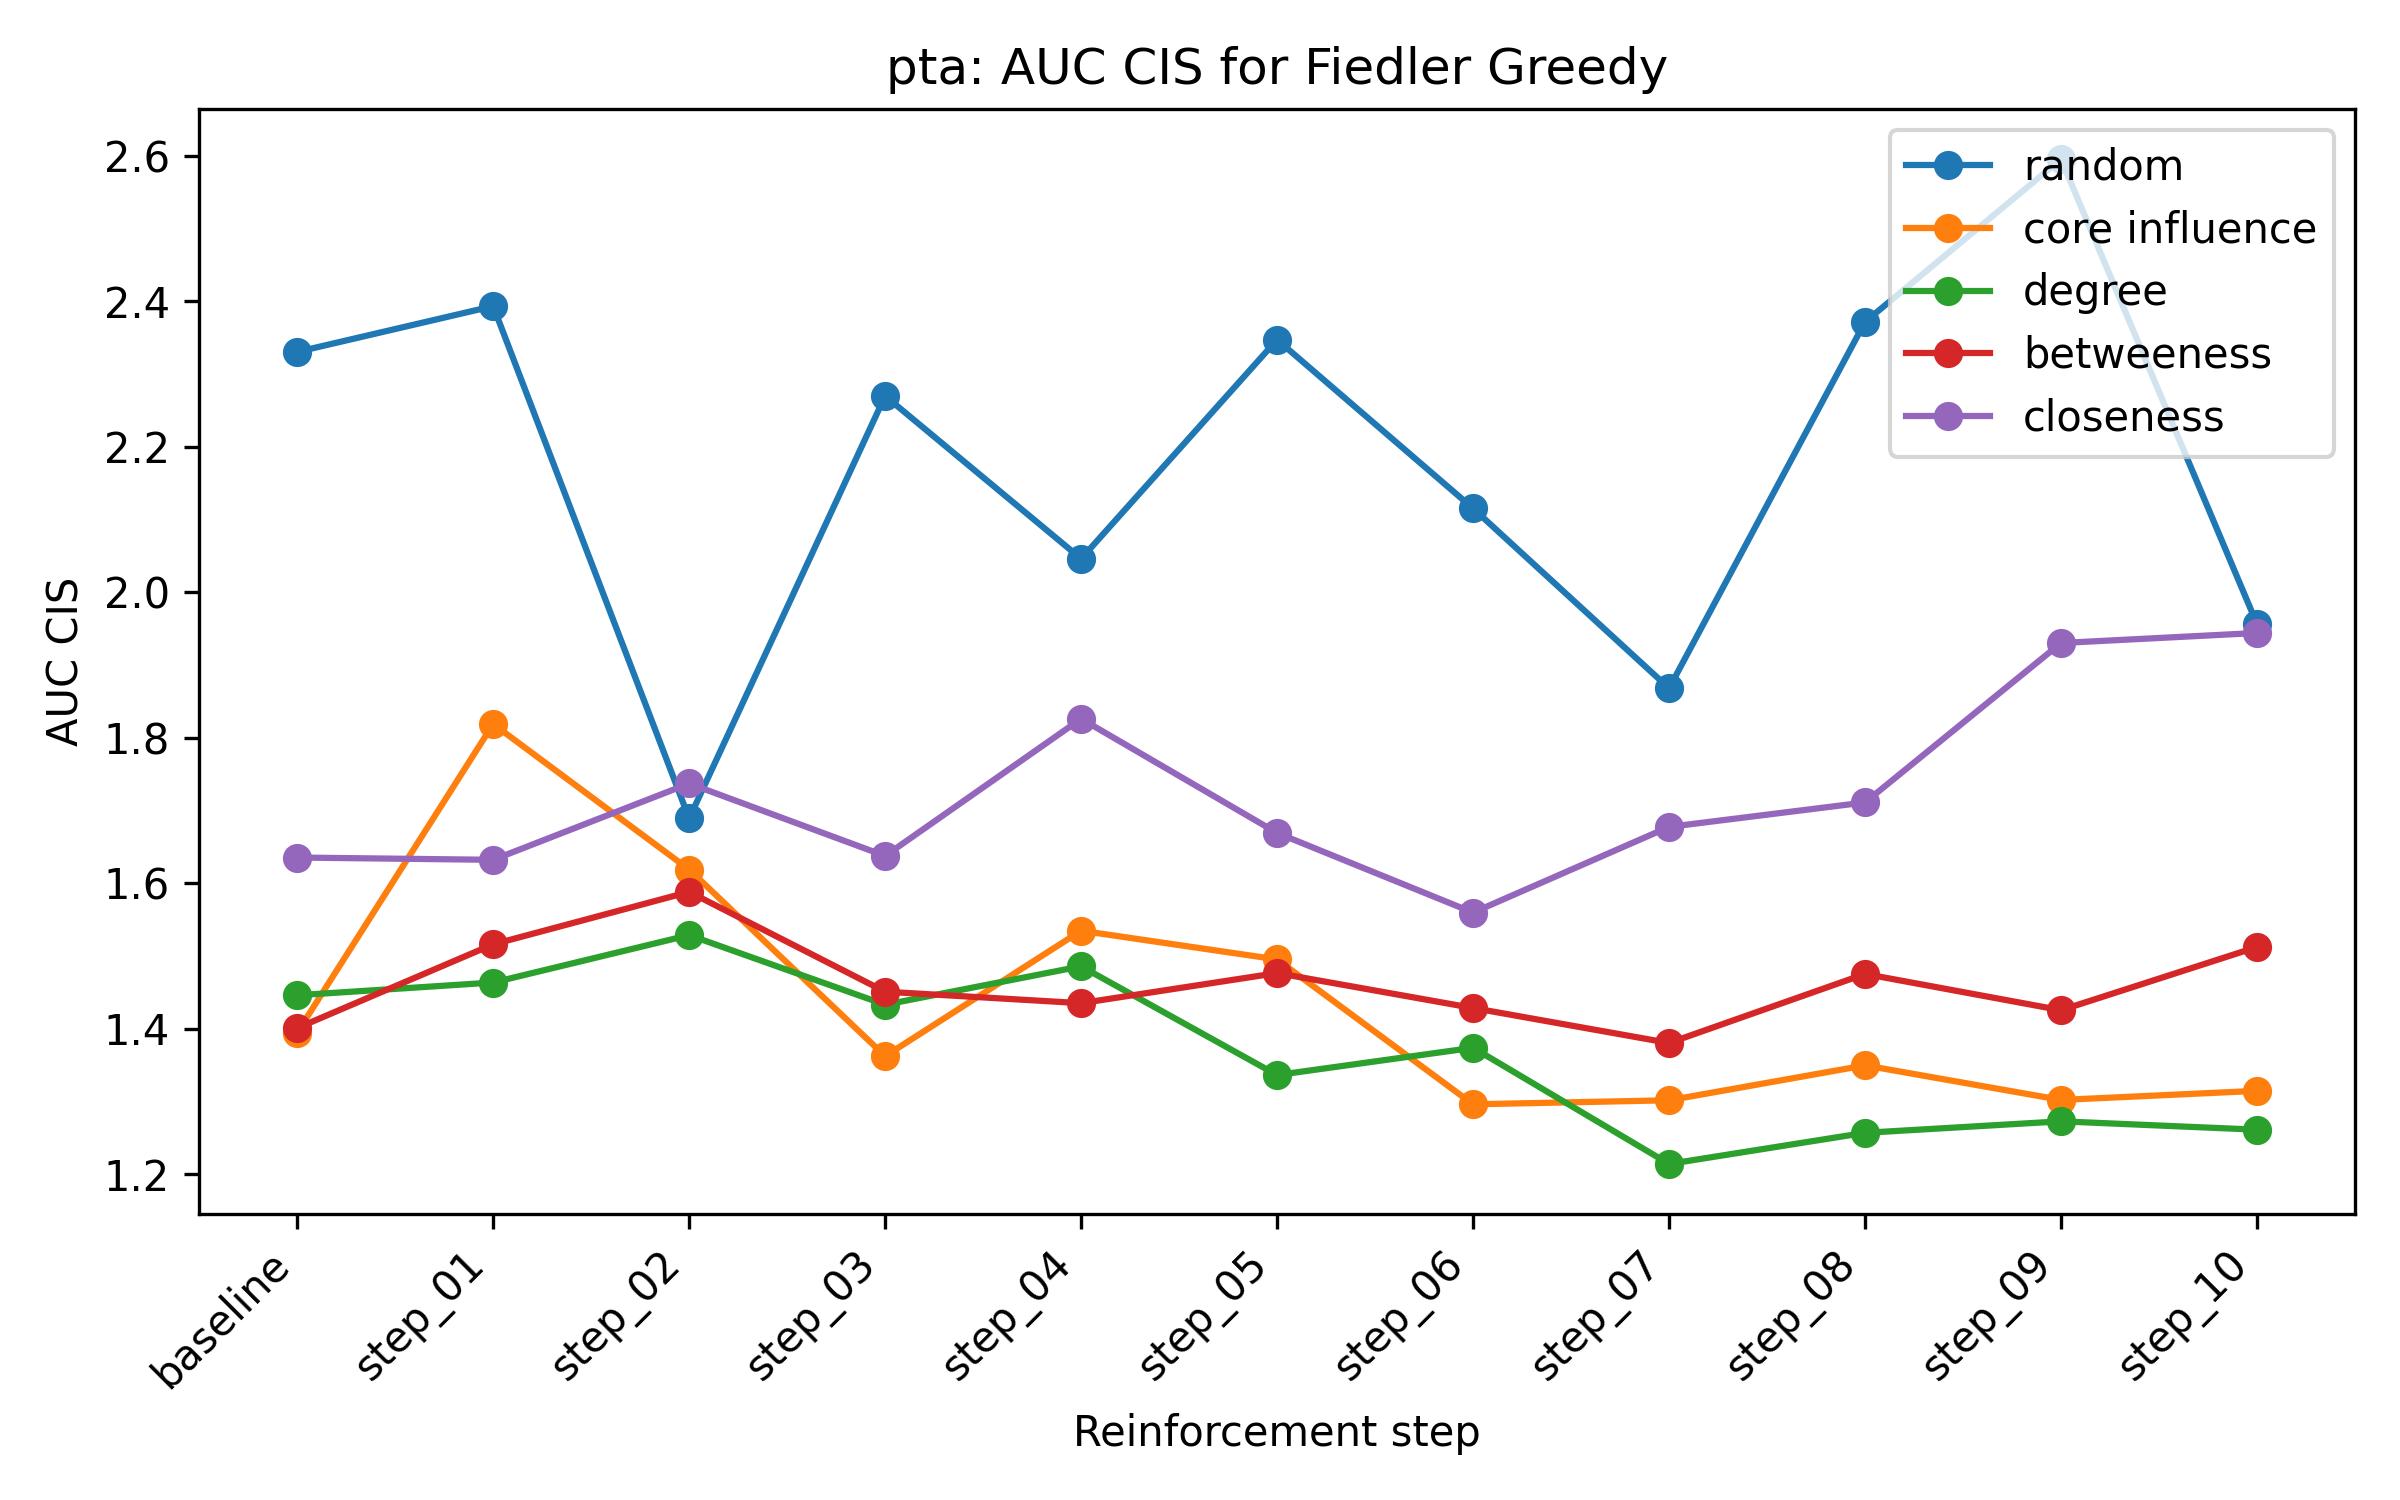 pta: AUC CIS for Fiedler Greedy
2.6
2.4
2.2
2.0
1.8
1.6
1.4
1.2
AUC CIS
random
core influence
degree
betweeness
closeness
baseline
step_01
step_02
step_03
step_04
step_05
step_06
step_07
step_08
step_09
step_10
Reinforcement step